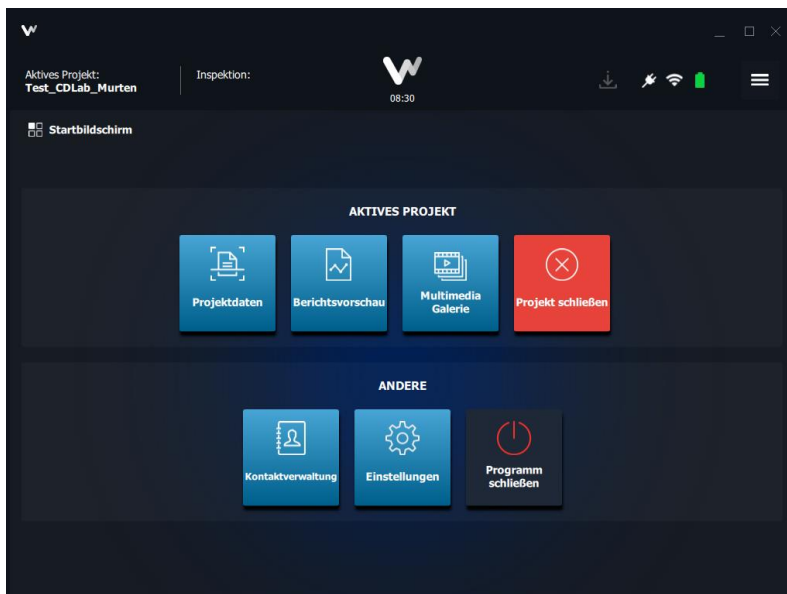 Aktives Projekt:
Test_CDLab_Murten
Inspektion:
08:30
Startbildschirm
AKTIVES PROJEKT
Projektdaten
Berichtsvorschau
Multimedia
Galerie
Projekt schließen
ANDERE
Kontaktverwaltung
Einstellungen
Programm
schließen